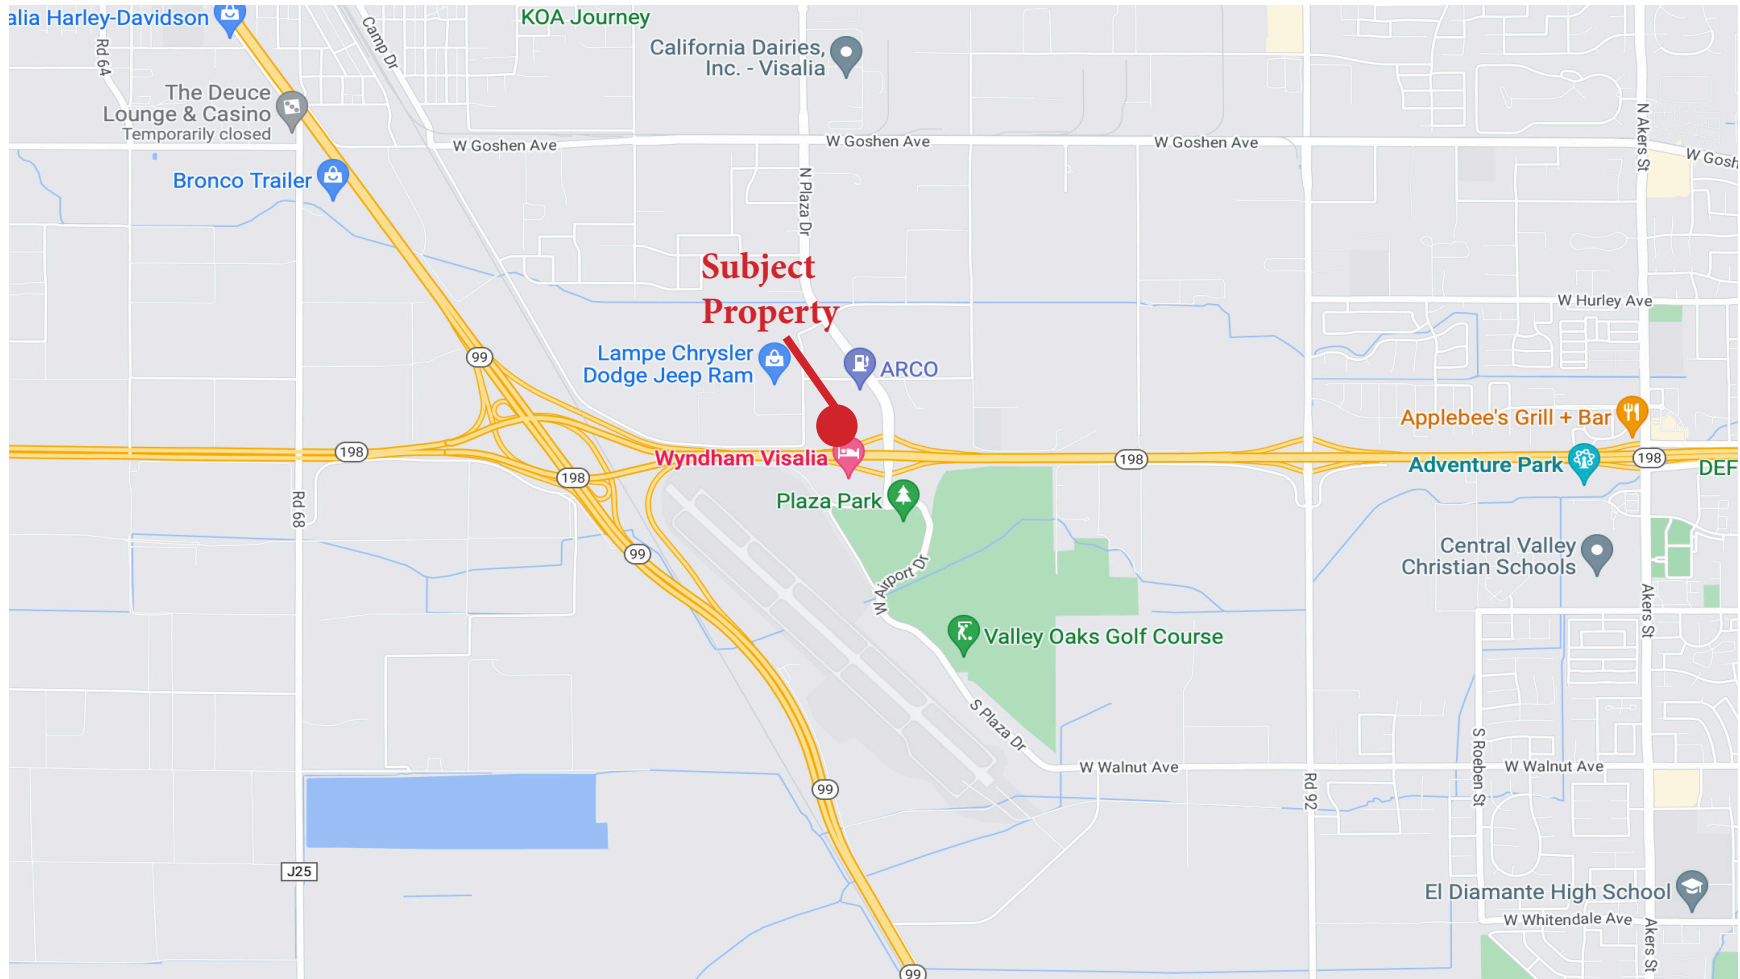 alia Harley-Davidson
KOA Journey
Camp Dr
Rd 64
California Dairies,
Inc. - Visalia
The Deuce
Lounge & Casino
Temporarily closed
W Goshen Ave
W Goshen Ave
W Goshen Ave
N Akers St
W Gosh
Bronco Trailer
N Plaza Dr
Subject
Property
W Hurley Ave
99
Lampe Chrysler
Dodge Jeep Ram
ARCO
Applebee's Grill + Bar
198
Wyndham Visalia
198
Adventure Park
198
DEF
198
Plaza Park
Rd 68
99
Central Valley
Christian Schools
W Airport Dr
Akers St
Valley Oaks Golf Course
S Plaza Dr
W Walnut Ave
W Walnut Ave
S Roeben St
Rd 92
99
J25
El Diamante High School
W Whitendale Ave
Akers St
99